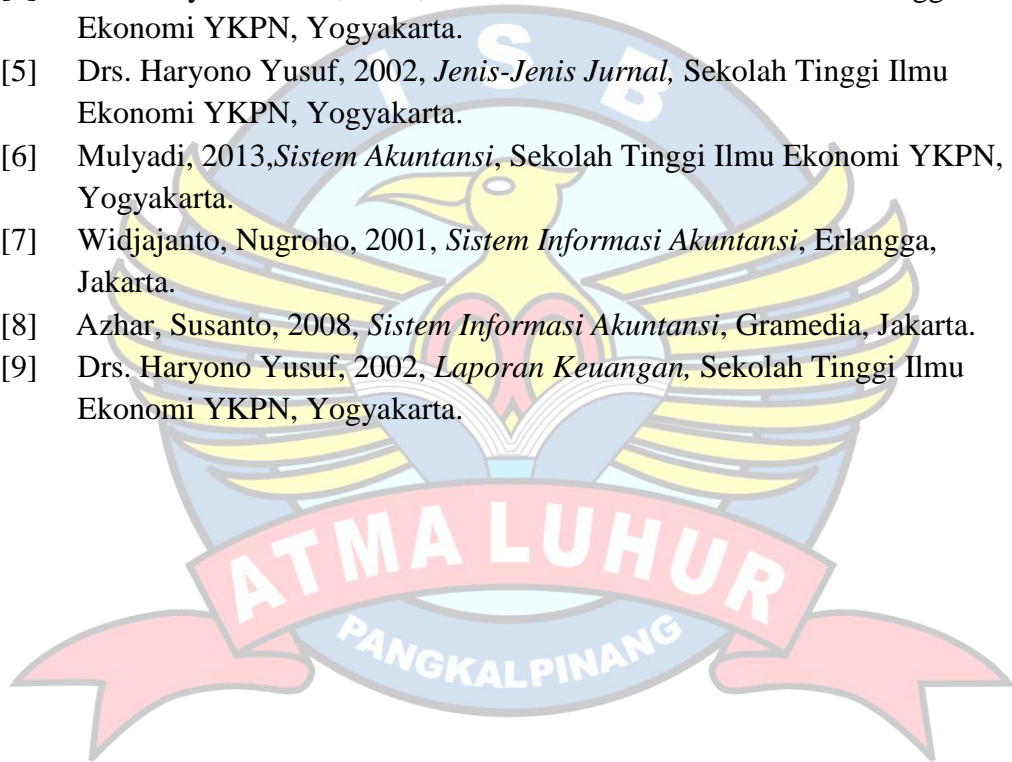 Ekonomi YKPN, Yogyakarta.
[5] Drs. Haryono Yusuf, 2002, Jenis-Jenis Jurnal, Sekolah Tinggi Ilmu
Ekonomi YKPN, Yogyakarta.
[6] Mulyadi, 2013,Sistem Akuntansi, Sekolah Tinggi Ilmu Ekonomi YKPN,
Yogyakarta.
[7] Widjajanto, Nugroho, 2001, Sistem Informasi Akuntansi, Erlangga,
Jakarta.
[8] Azhar, Susanto, 2008, Sistem Informasi Akuntansi, Gramedia, Jakarta.
[9] Drs. Haryono Yusuf, 2002, Laporan Keuangan, Sekolah Tinggi Ilmu
Ekonomi YKPN, Yogyakarta.
I S B
ATMA LUHUR
PANGKALPINANG